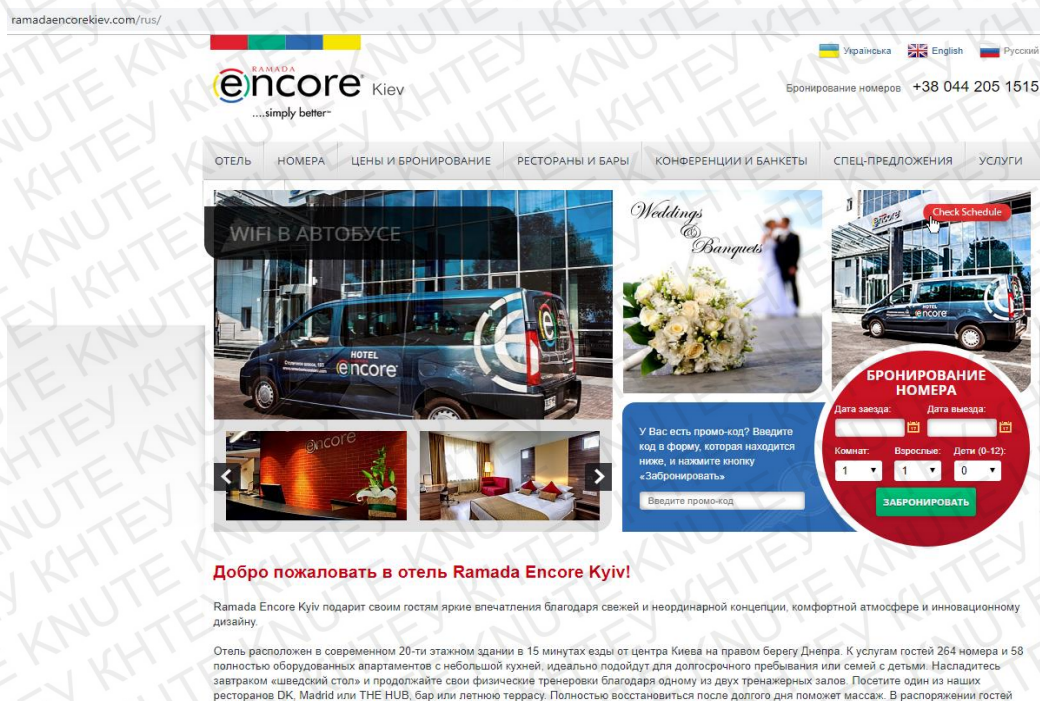 ramadaencorekiev.com/rus/
Українська English Русский
RAMADA
encore Kiev
....simply better™
Бронирование номеров +38 044 205 1515
ОТЕЛЬ НОМЕРА ЦЕНЫ И БРОНИРОВАНИЕ РЕСТОРАНЫ И БАРЫ КОНФЕРЕНЦИИ И БАНКЕТЫ СПЕЦ-ПРЕДЛОЖЕНИЯ УСЛУГИ
WIFI В АВТОБУСЕ
HOTEL
encore
Weddings
&
Banquets
Check Schedule
encore
HOTEL
encore
encore
У Вас есть промо-код? Введите
код в форму, которая находится
ниже, и нажмите кнопку
«Забронировать»
Введите промо-код
БРОНИРОВАНИЕ
НОМЕРА
Дата заезда: Дата выезда:
Комнат: Взрослые: Дети (0-12):
1 1 0
ЗАБРОНИРОВАТЬ
Добро пожаловать в отель Ramada Encore Kyiv!
Ramada Encore Kyiv подарит своим гостям яркие впечатления благодаря свежей и неординарной концепции, комфортной атмосфере и инновационному
дизайну.
Отель расположен в современном 20-ти этажном здании в 15 минутах езды от центра Киева на правом берегу Днепра. К услугам гостей 264 номера и 58
полностью оборудованных апартаментов с небольшой кухней, идеально подойдут для долгосрочного пребывания или семей с детьми. Насладитесь
завтраком «шведский стол» и продолжайте свои физические тренеровки благодаря одному из двух тренажерных залов. Посетите один из наших
ресторанов DK, Madrid или THE HUB, бар или летнюю террасу. Полностью восстановиться после долгого дня поможет массаж. В распоряжении гостей